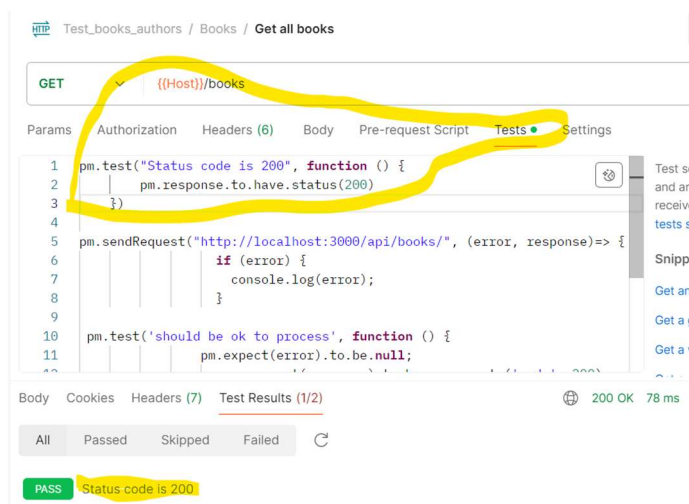 HTTP Test_books_authors / Books / Get all books
GET {{Host}}/books
Params Authorization Headers (6) Body Pre-request Script Tests Settings
1 pm.test("Status code is 200", function () {
2 pm.response.to.have.status(200)
3 })
4
5 pm.sendRequest("http://localhost:3000/api/books/", (error, response)=> {
6 if (error) {
7 console.log(error);
8 }
9
10 pm.test('should be ok to process', function () {
11 pm.expect(error).to.be.null;
Test s
and ar
receive
tests s
Snipp
Get an
Get a
Get a
Body Cookies Headers (7) Test Results (1/2) 200 OK 78 ms
All Passed Skipped Failed
PASS Status code is 200